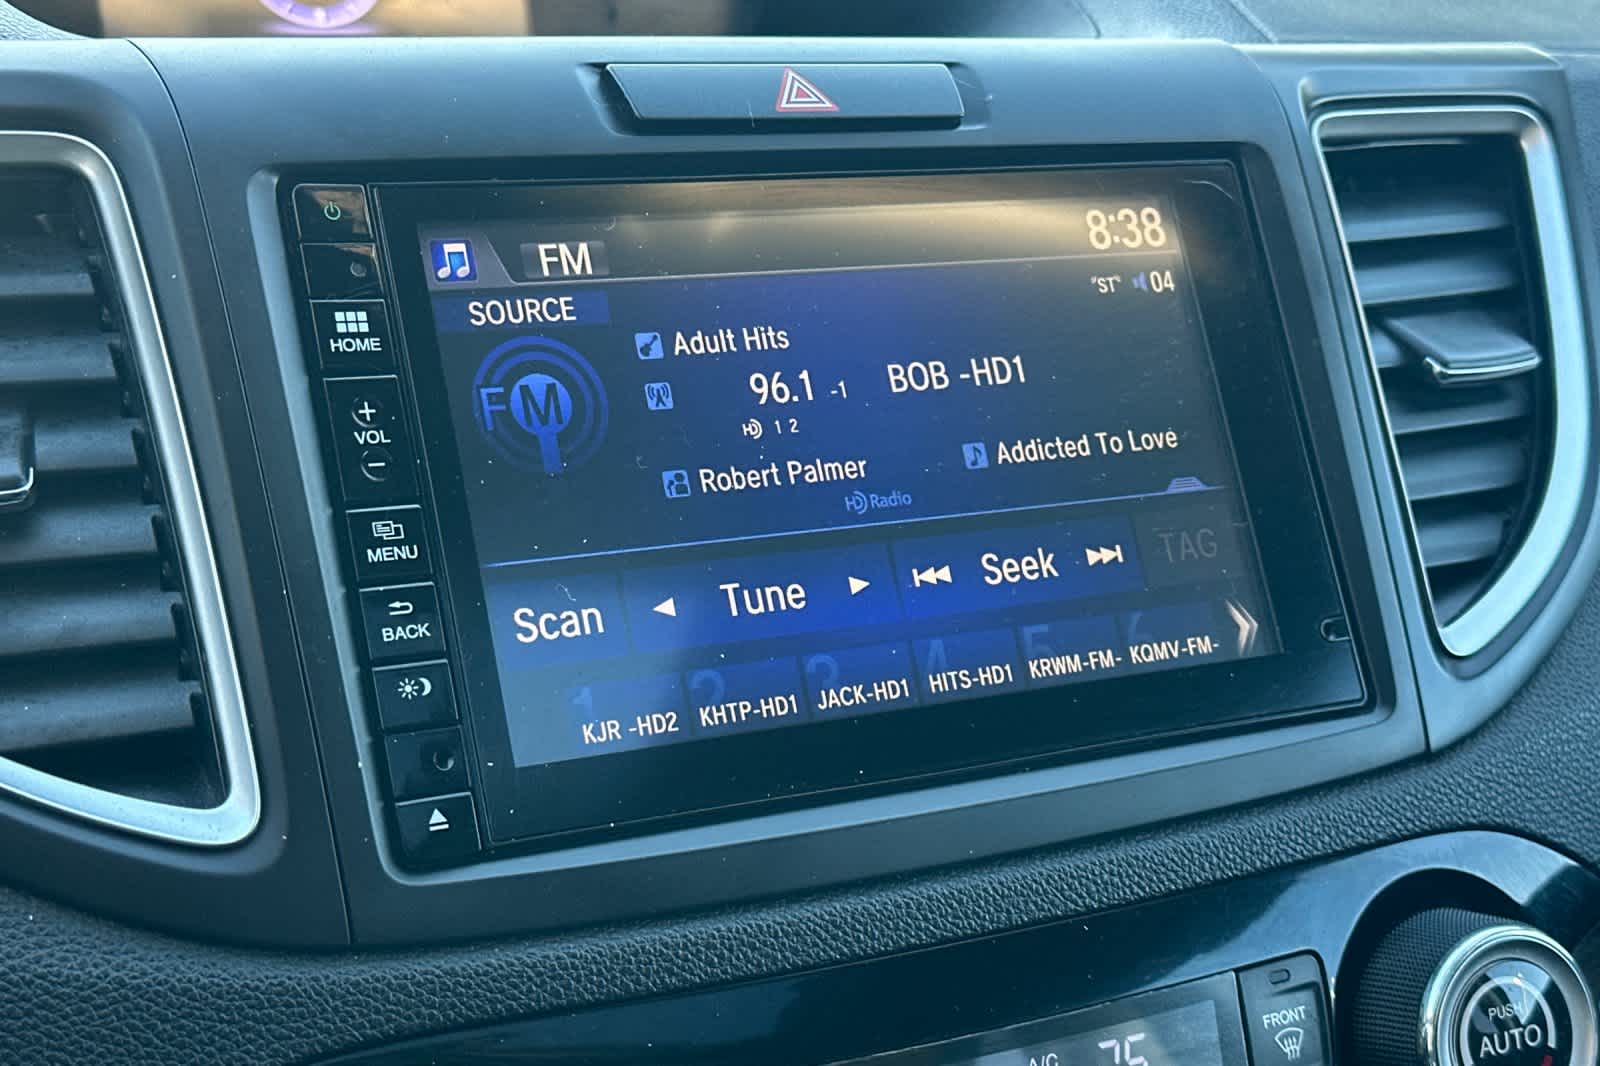 8:38
FM
"ST" 04
SOURCE
HOME
Adult Hits
FM
96.1 -1 BOB -HD1
+
VOL
-
HD 1 2
Robert Palmer Addicted To Love
HD Radio
MENU
Scan Tune Seek TAG
BACK
1 2 3 4 5 6
KJR -HD2 KHTP-HD1 JACK-HD1 HITS-HD1 KRWM-FM- KQMV-FM-
FRONT
PUSH
AUTO
A/C 75